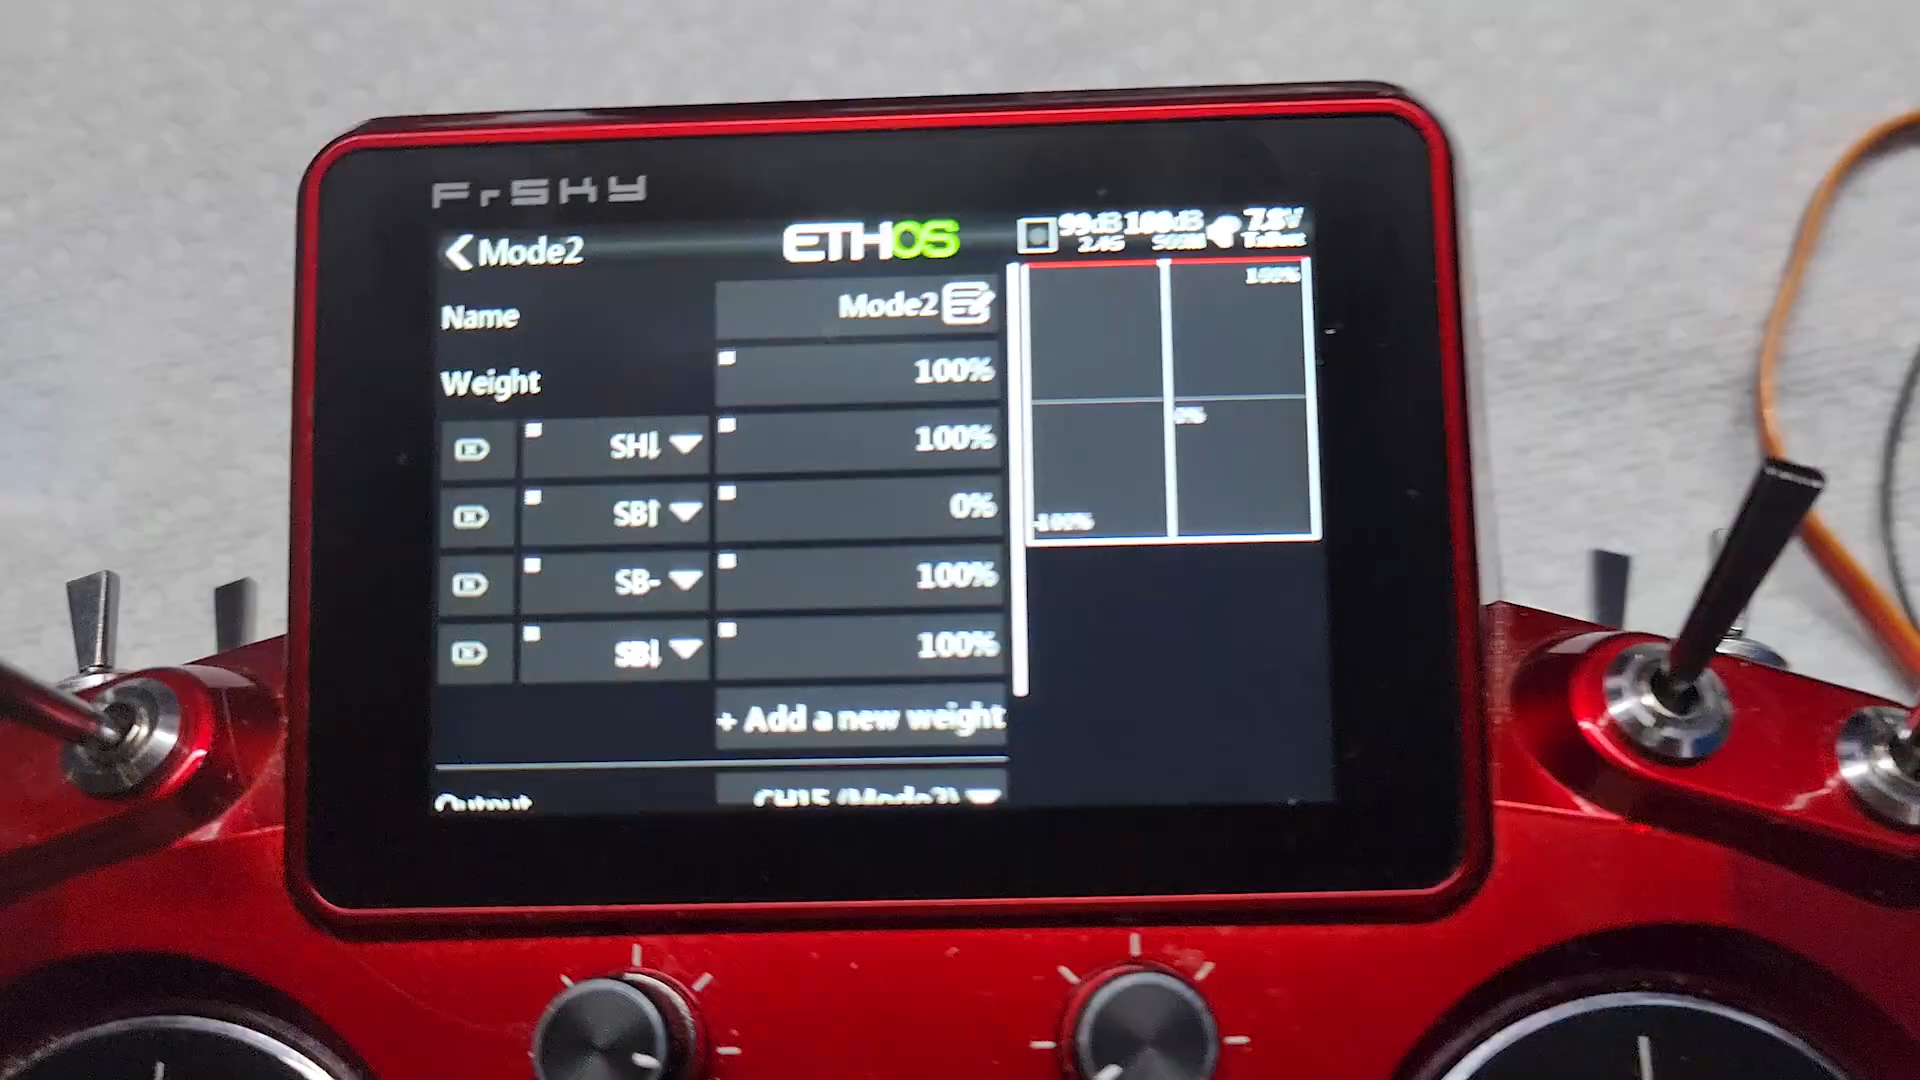 FrSKY
Mode2
ETHOS
99dB 100dB 7.8V
2.4G 900M TxBat
Name
Mode2
Weight
100%
SH↓ 100%
SB↑ 0%
SB- 100%
SB↓ 100%
+ Add a new weight
Output
CH15 (Mode2)
100%
0%
-100%